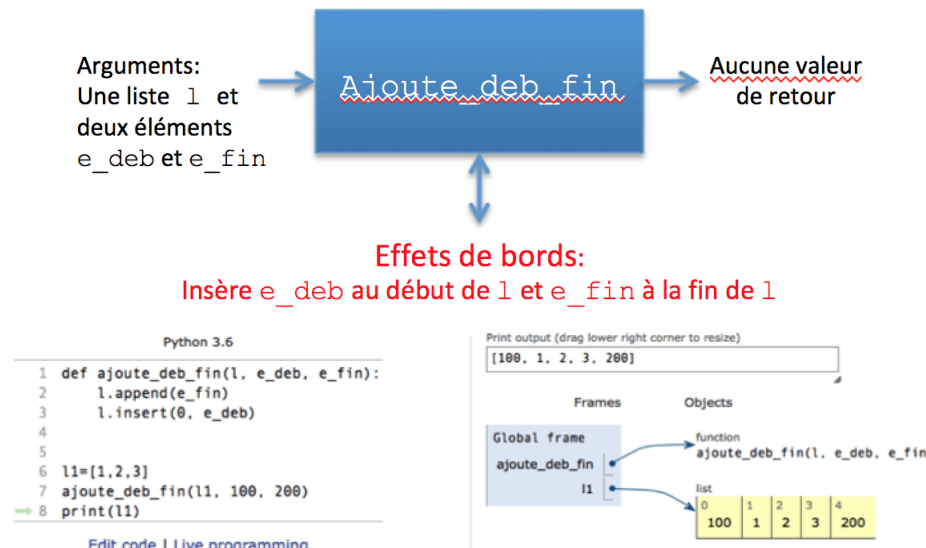 Arguments:
Une liste l et
deux éléments
e_deb et e_fin
Ajoute_deb_fin
Aucune valeur
de retour
Effets de bords:
Insère e_deb au début de l et e_fin à la fin de l
Python 3.6
1 def ajoute_deb_fin(l, e_deb, e_fin):
2 l.append(e_fin)
3 l.insert(0, e_deb)
4
5
6 l1=[1,2,3]
7 ajoute_deb_fin(l1, 100, 200)
8 print(l1)
Edit code | Live programming
Print output (drag lower right corner to resize)
[100, 1, 2, 3, 200]
Frames Objects
Global frame
ajoute_deb_fin
l1
function
ajoute_deb_fin(l, e_deb, e_fin
list
0 1 2 3 4
100 1 2 3 200